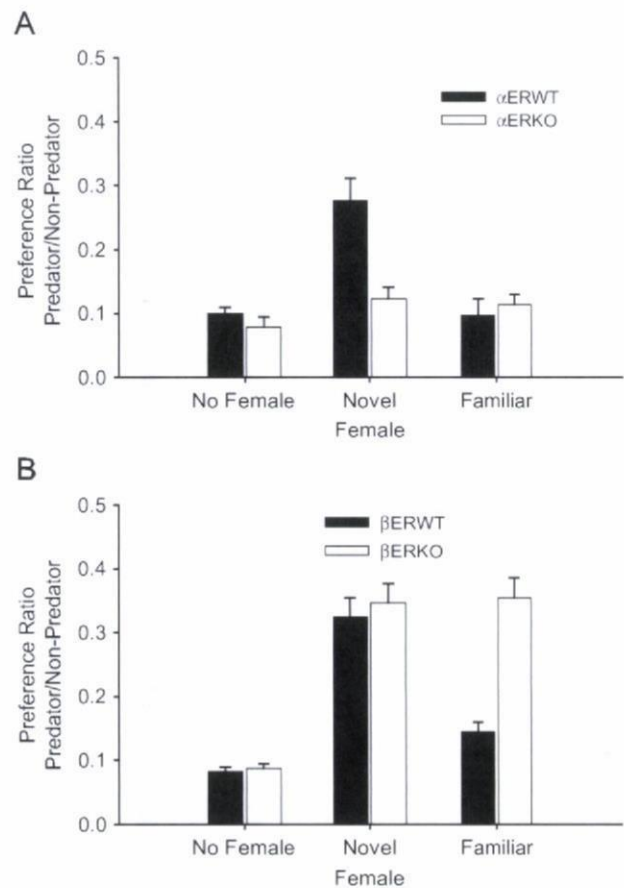 A
0.5
0.4
0.3
0.2
0.1
0.0
Preference Ratio
Predator/Non-Predator
αERWT
αERKO
No Female
Novel
Familiar
Female
B
0.5
0.4
0.3
0.2
0.1
0.0
Preference Ratio
Predator/Non-Predator
βERWT
βERKO
No Female
Novel
Familiar
Female